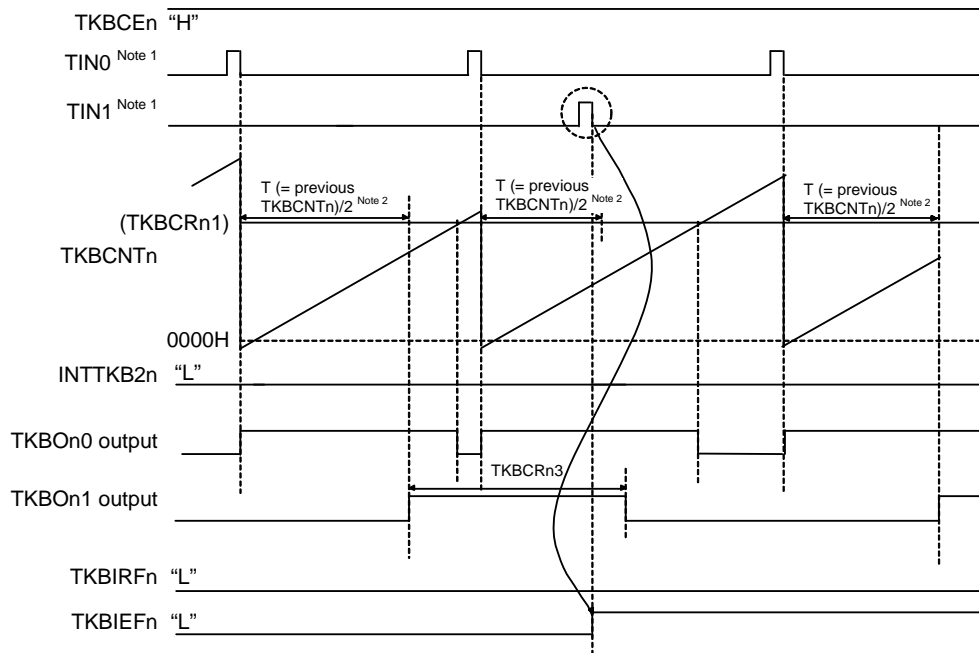 TKBCEn “H”
TIN0 Note 1
TIN1 Note 1
T (= previous
TKBCNTn)/2 Note 2
T (= previous
TKBCNTn)/2 Note 2
T (= previous
TKBCNTn)/2 Note 2
(TKBCRn1)
TKBCNTn
0000H
INTTKB2n “L”
TKBOn0 output
TKBCRn3
TKBOn1 output
TKBIRFn “L”
TKBIEFn “L”